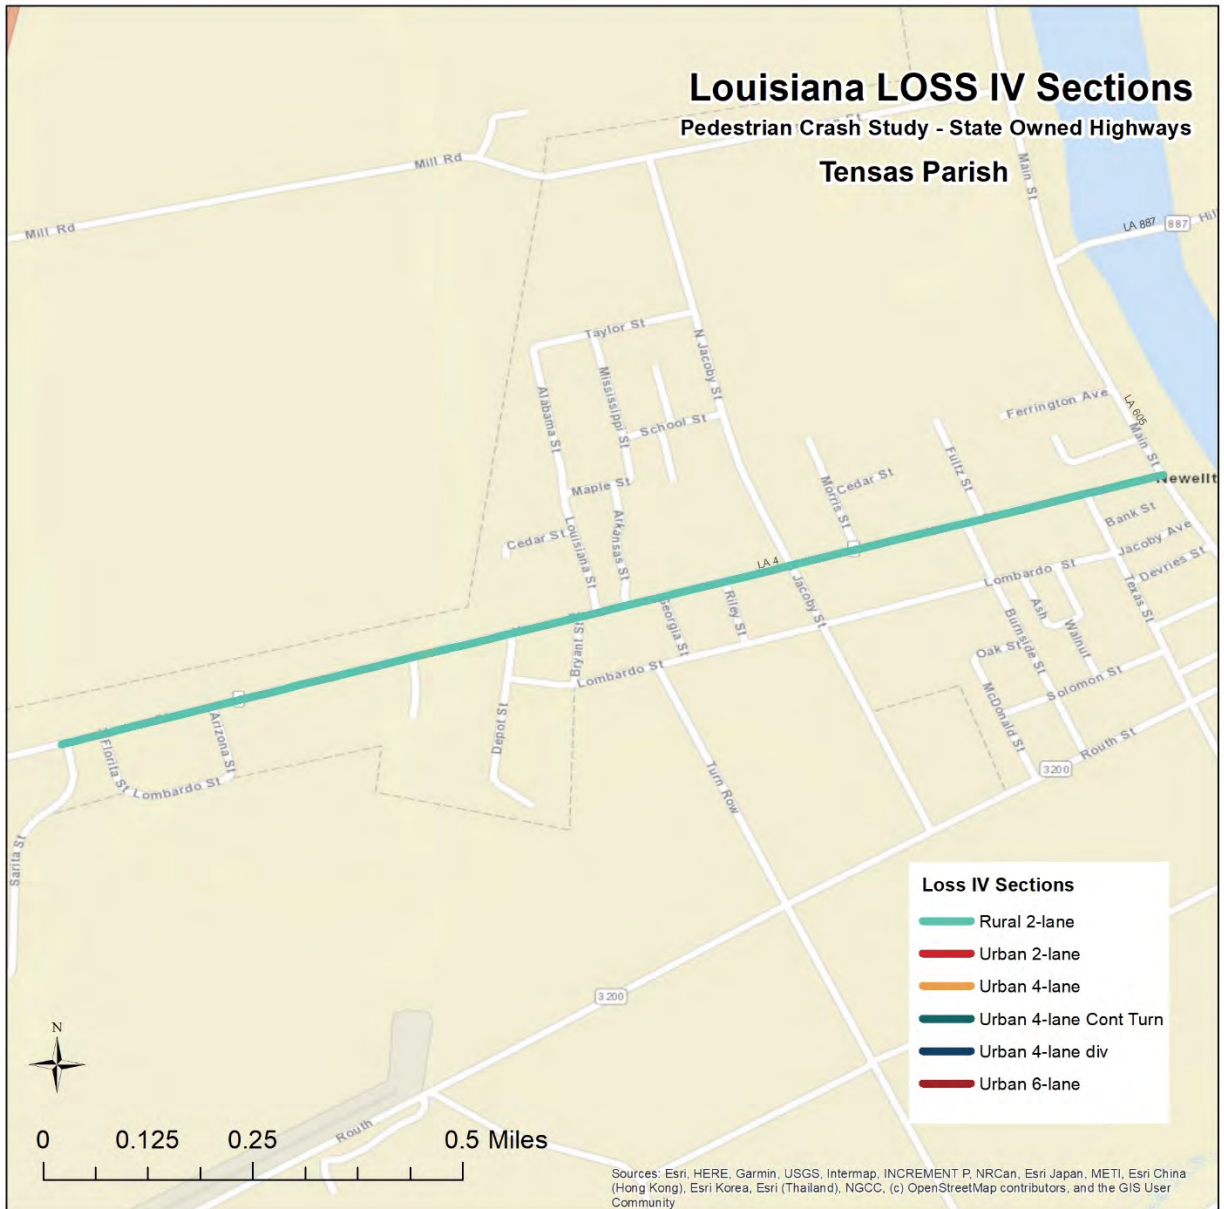 Louisiana LOSS IV Sections
Pedestrian Crash Study - State Owned Highways
Tensas Parish
Mill Rd
Mill Rd
Main St
LA 887
887
Hil
Taylor St
N Jacoby St
Mississippi St
Alabama St
School St
Ferrington Ave
LA 605
Main St
Newellt
Maple St
Cedar St
Morris St
Fultz St
Cedar St
Louisiana St
Arkansas St
Bank St
Jacoby Ave
Devries St
LA 4
Lombardo St
Jacoby St
Riley St
Georgia St
Bryant St
Lombardo St
Ash
Walnut
Texas St
Burnside St
Oak St
McDonald St
Solomon St
Depot St
Arizona St
Florita St
Lombardo St
Routh St
3200
Turn Row
Sarita St
3200
Routh
Loss IV Sections
Rural 2-lane
Urban 2-lane
Urban 4-lane
Urban 4-lane Cont Turn
Urban 4-lane div
Urban 6-lane
N
0 0.125 0.25 0.5 Miles
Sources: Esri, HERE, Garmin, USGS, Intermap, INCREMENT P, NRCan, Esri Japan, METI, Esri China
(Hong Kong), Esri Korea, Esri (Thailand), NGCC, (c) OpenStreetMap contributors, and the GIS User
Community